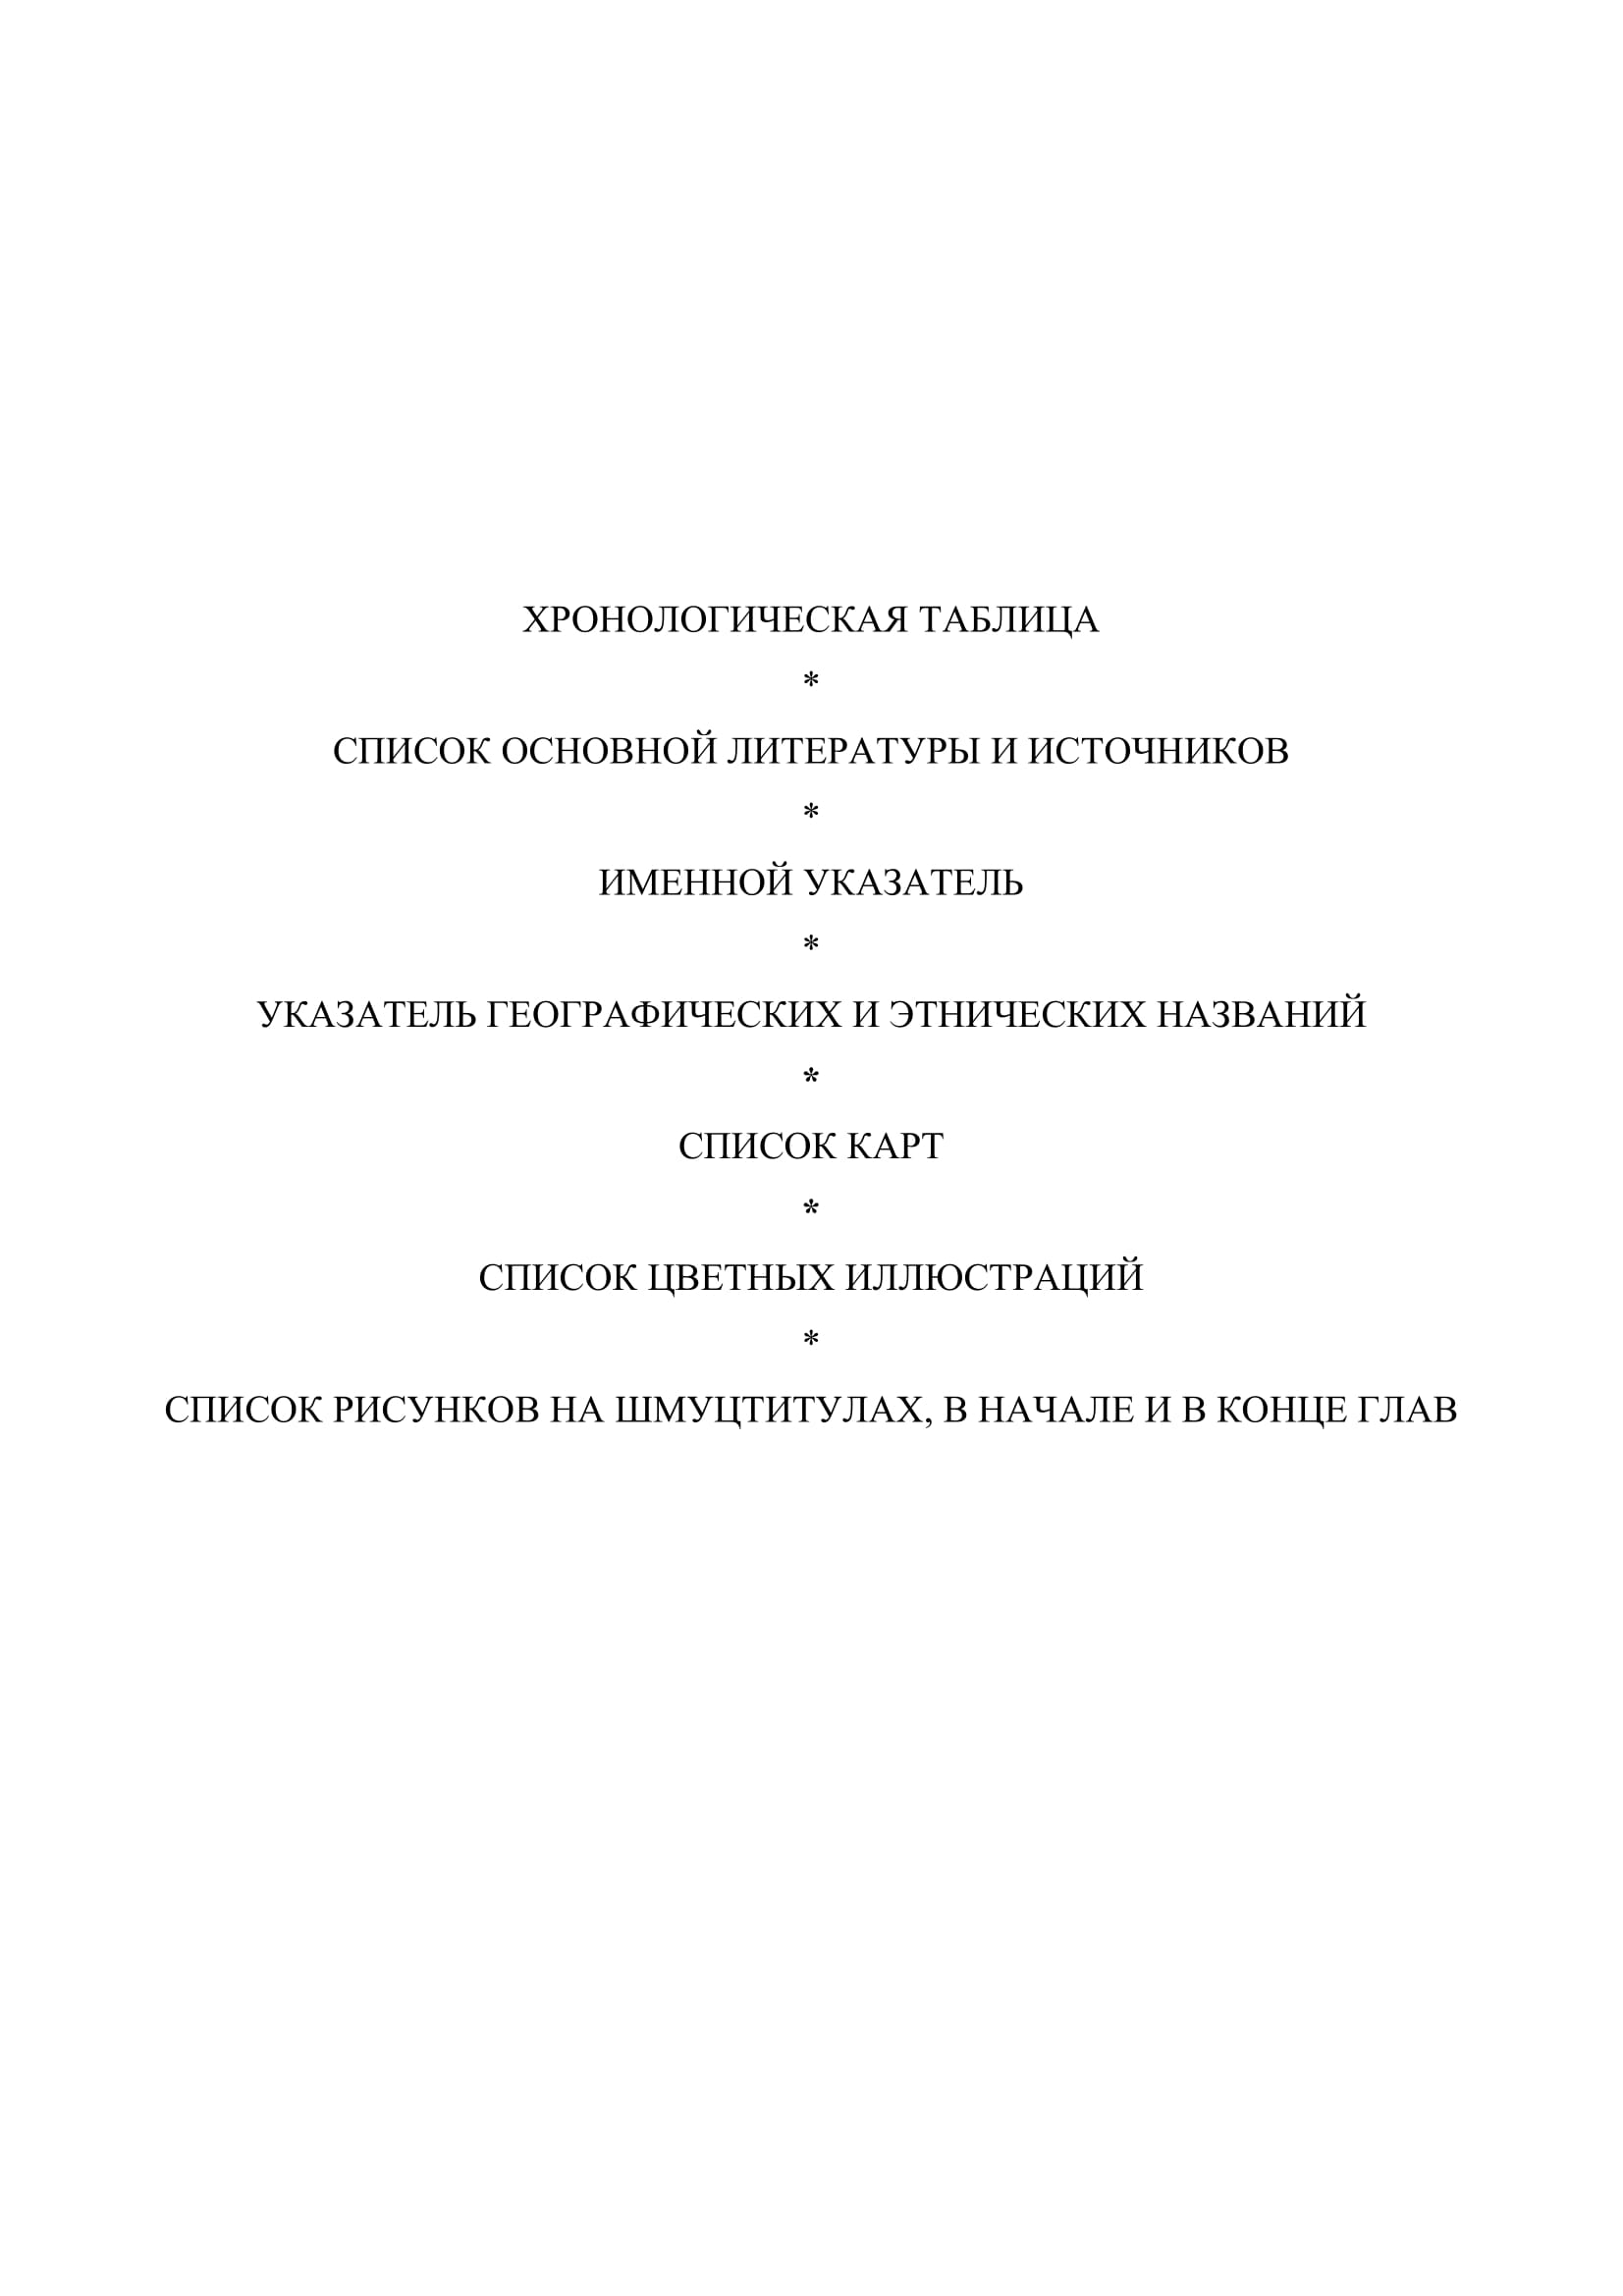 ХРОНОЛОГИЧЕСКАЯ ТАБЛИЦА
*
СПИСОК ОСНОВНОЙ ЛИТЕРАТУРЫ И ИСТОЧНИКОВ
*
ИМЕННОЙ УКАЗАТЕЛЬ
*
УКАЗАТЕЛЬ ГЕОГРАФИЧЕСКИХ И ЭТНИЧЕСКИХ НАЗВАНИЙ
*
СПИСОК КАРТ
*
СПИСОК ЦВЕТНЫХ ИЛЛЮСТРАЦИЙ
*
СПИСОК РИСУНКОВ НА ШМУЦТИТУЛАХ, В НАЧАЛЕ И В КОНЦЕ ГЛАВ